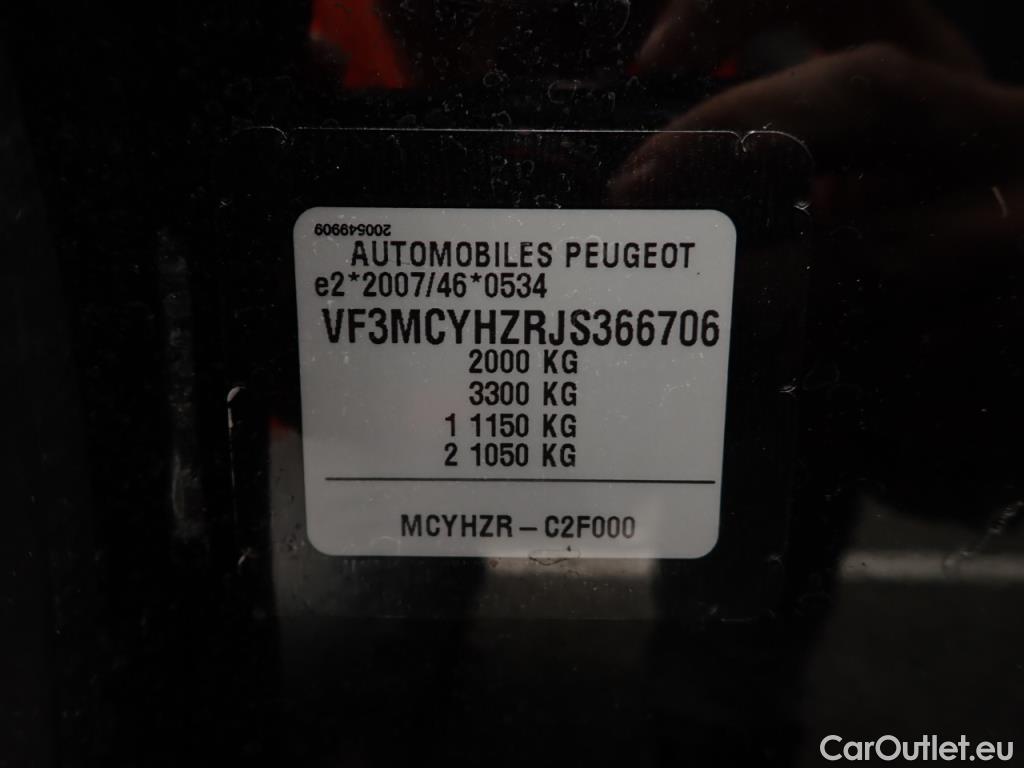 200549909
AUTOMOBILES PEUGEOT
e2*2007/46*0534
VF3MCYHZRJS366706
2000 KG
3300 KG
1 1150 KG
2 1050 KG
MCYHZR – C2F000
CarOutlet.eu